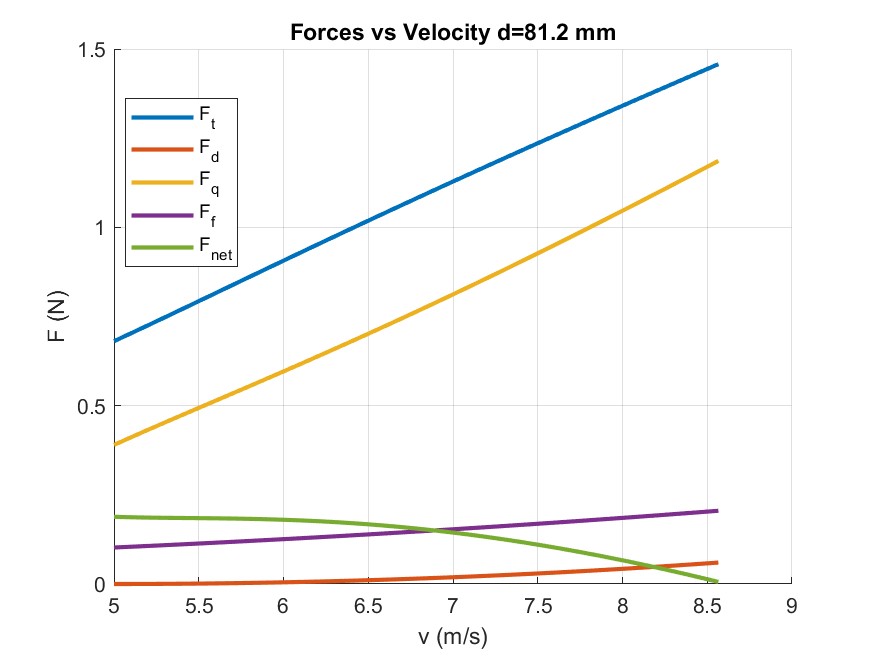 Forces vs Velocity d=81.2 mm
1.5
F_t
F_d
F_q
F_f
F_net
1
0.5
0
F (N)
5 5.5 6 6.5 7 7.5 8 8.5 9
v (m/s)